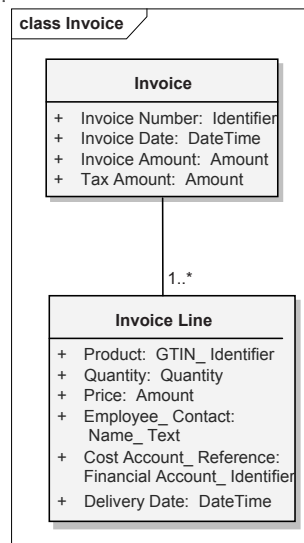 class Invoice
Invoice
+ Invoice Number: Identifier
+ Invoice Date: DateTime
+ Invoice Amount: Amount
+ Tax Amount: Amount
1..*
Invoice Line
+ Product: GTIN_ Identifier
+ Quantity: Quantity
+ Price: Amount
+ Employee_ Contact:
Name_ Text
+ Cost Account_ Reference:
Financial Account_ Identifier
+ Delivery Date: DateTime